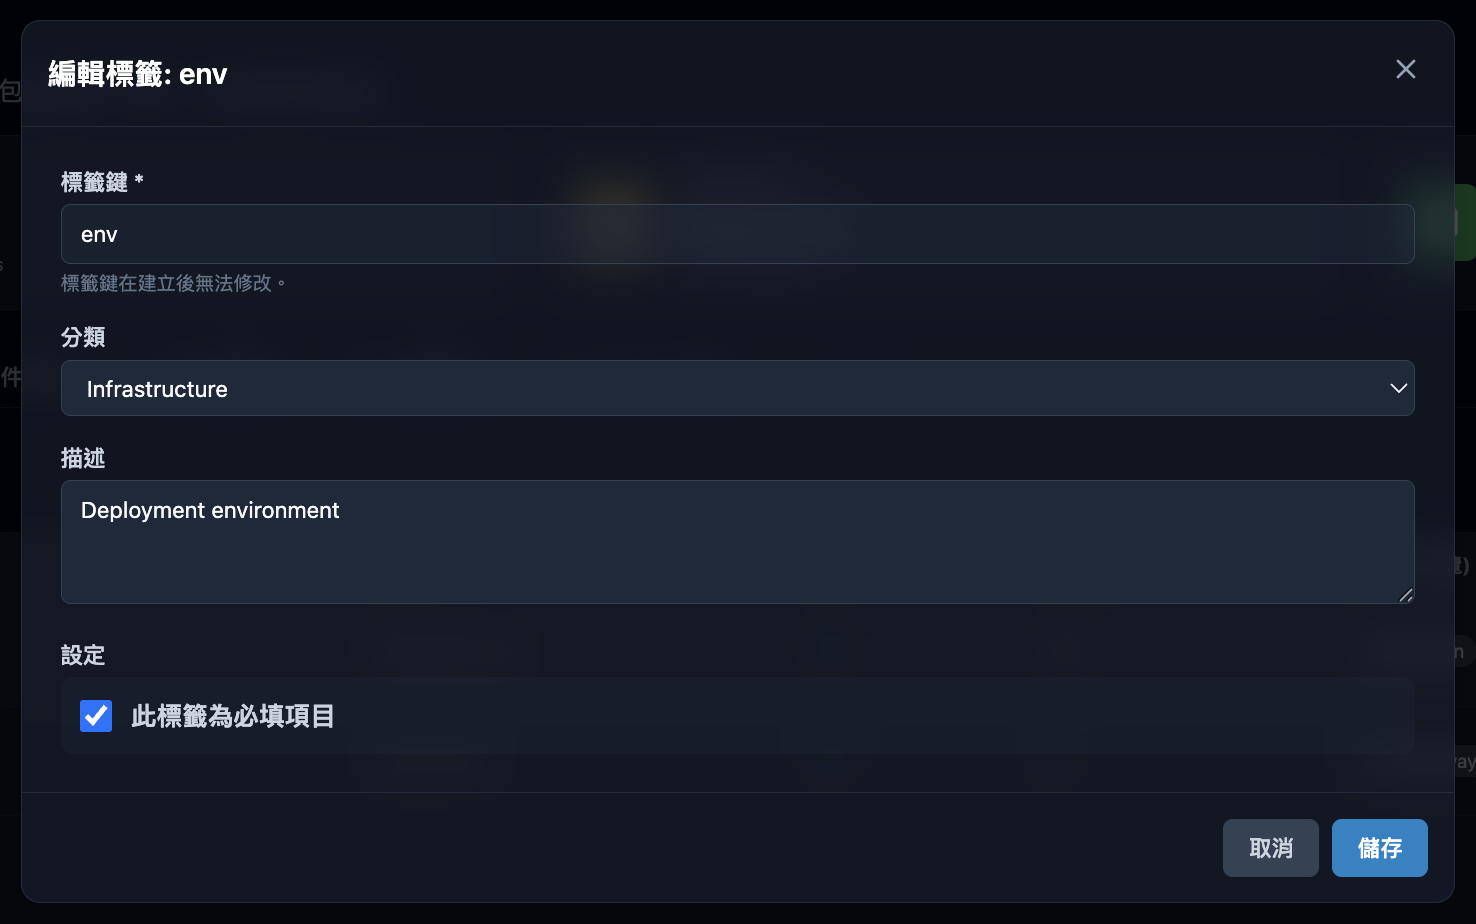 編輯標籤: env
標籤鍵 *
env
標籤鍵在建立後無法修改。
分類
Infrastructure
描述
Deployment environment
設定
此標籤為必填項目
取消
儲存